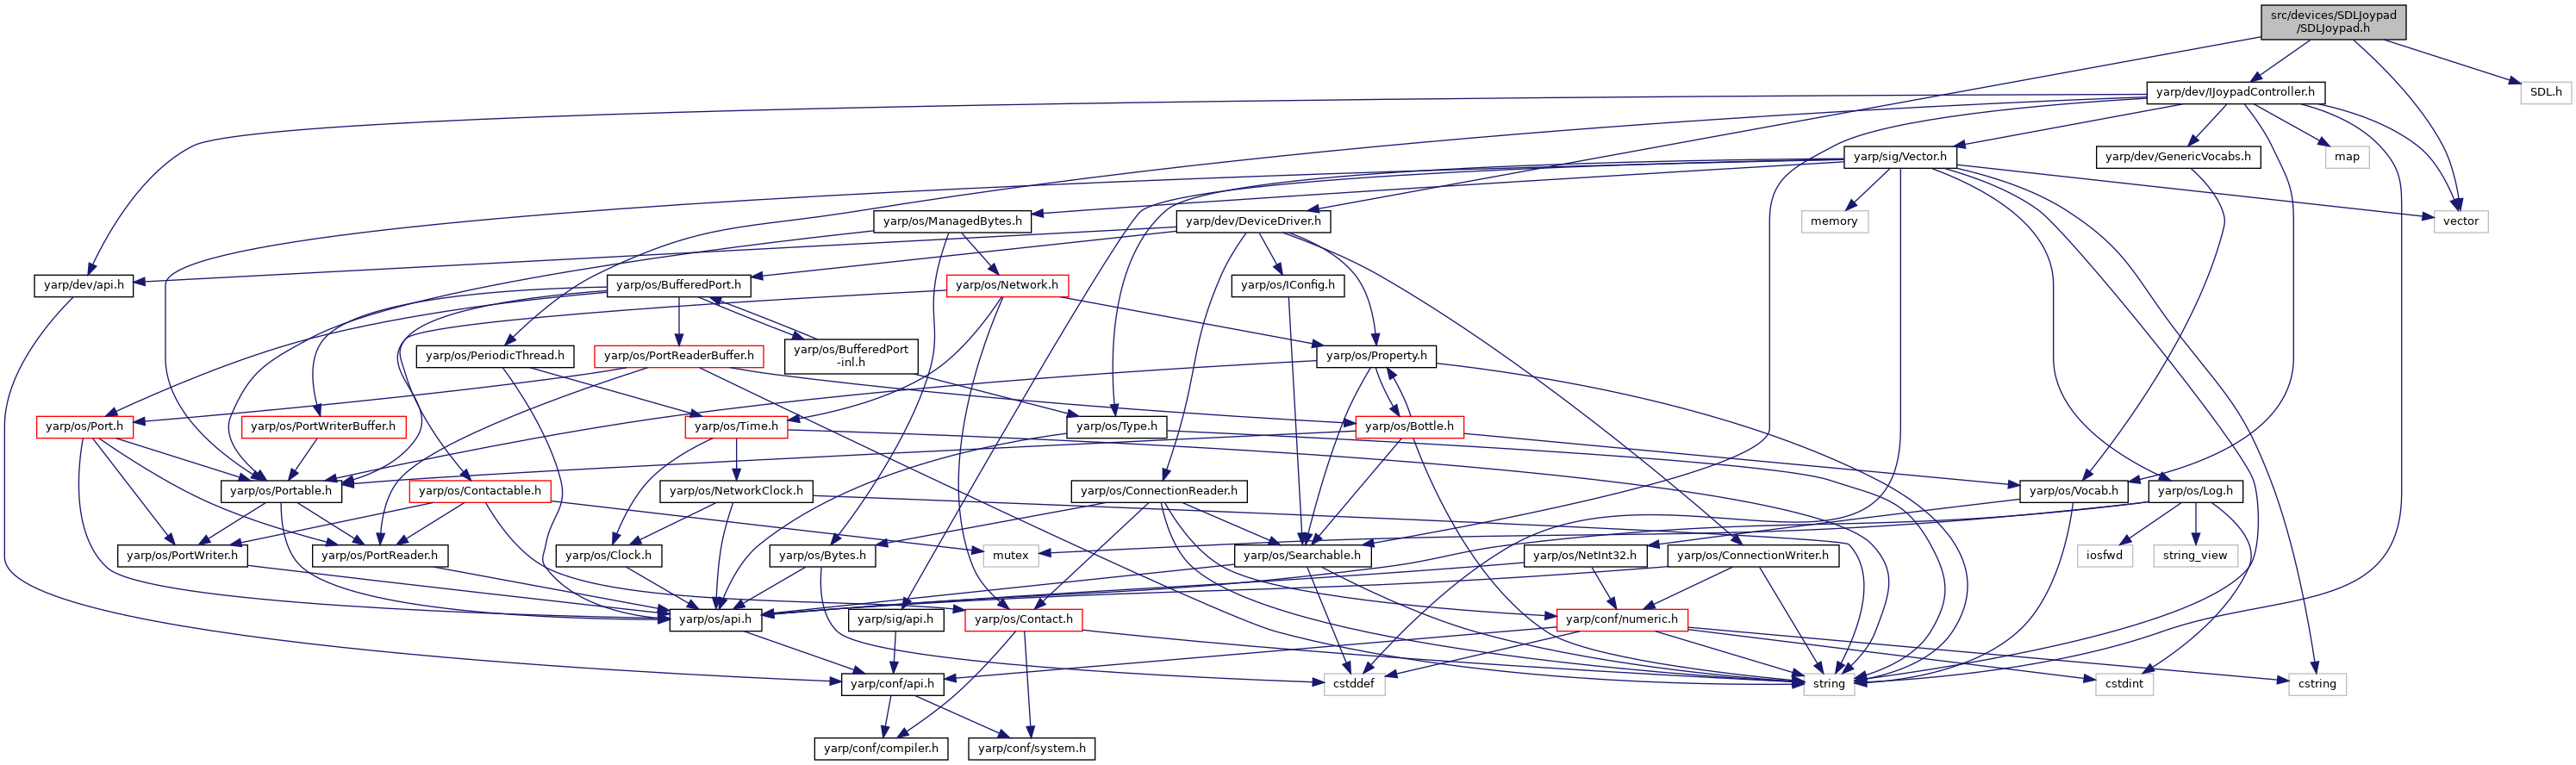 src/devices/SDLJoypad
/SDLJoypad.h
yarp/dev/IJoypadController.h
SDL.h
yarp/sig/Vector.h
yarp/dev/GenericVocabs.h
map
yarp/os/ManagedBytes.h
yarp/dev/DeviceDriver.h
memory
vector
yarp/dev/api.h
yarp/os/BufferedPort.h
yarp/os/Network.h
yarp/os/IConfig.h
yarp/os/PeriodicThread.h
yarp/os/PortReaderBuffer.h
yarp/os/BufferedPort
-inl.h
yarp/os/Property.h
yarp/os/Port.h
yarp/os/PortWriterBuffer.h
yarp/os/Time.h
yarp/os/Type.h
yarp/os/Bottle.h
yarp/os/Portable.h
yarp/os/Contactable.h
yarp/os/NetworkClock.h
yarp/os/ConnectionReader.h
yarp/os/Vocab.h
yarp/os/Log.h
yarp/os/PortWriter.h
yarp/os/PortReader.h
yarp/os/Clock.h
yarp/os/Bytes.h
mutex
yarp/os/Searchable.h
yarp/os/NetInt32.h
yarp/os/ConnectionWriter.h
iosfwd
string_view
yarp/os/api.h
yarp/sig/api.h
yarp/os/Contact.h
yarp/conf/numeric.h
yarp/conf/api.h
cstddef
string
cstdint
cstring
yarp/conf/compiler.h
yarp/conf/system.h